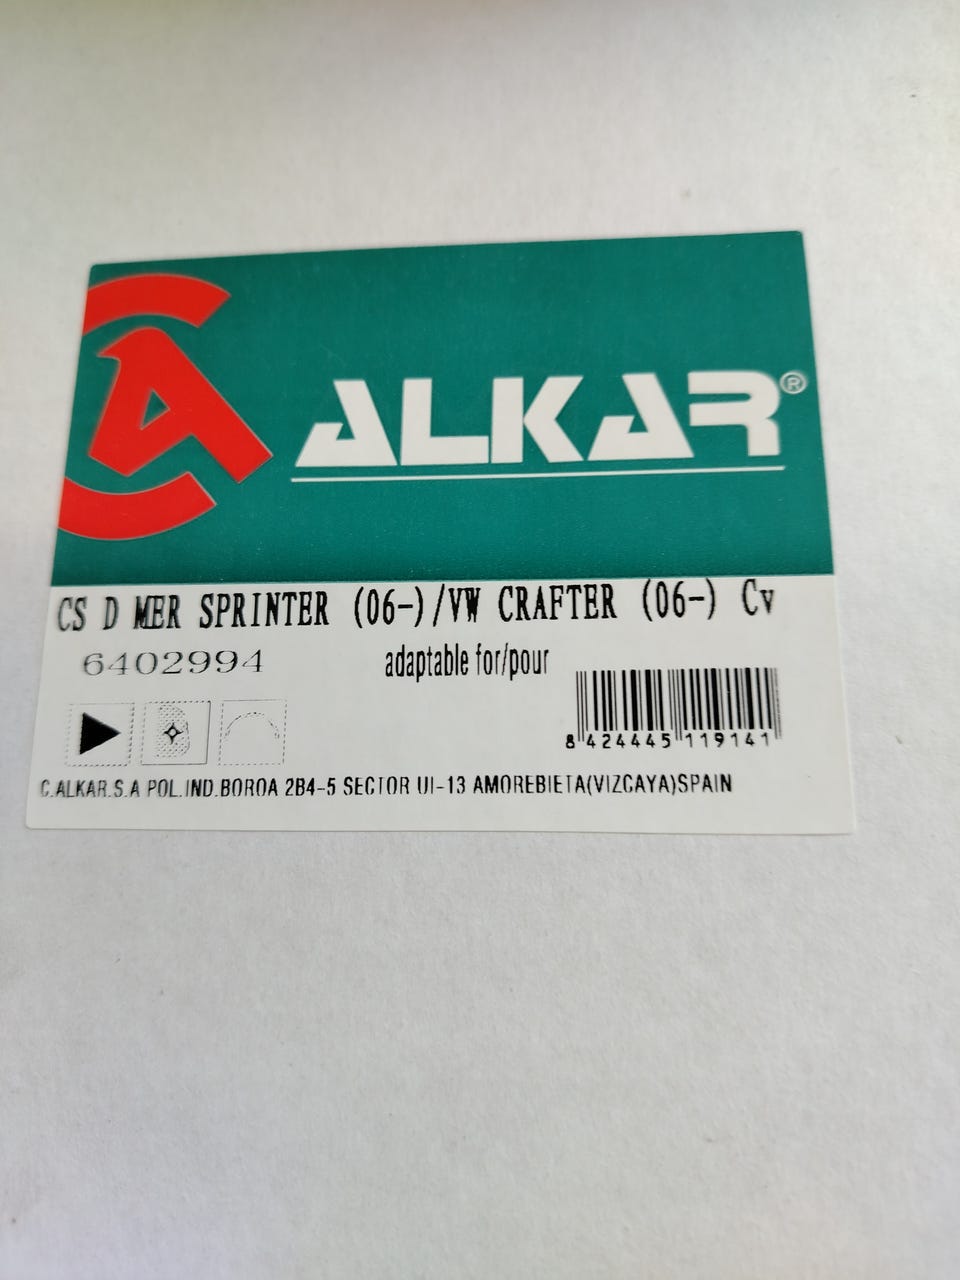 ALKAR®
CS D MER SPRINTER (06-)/VW CRAFTER (06-) Cv
6402994 adaptable for/pour
8 424445 119141
C.ALKAR.S.A POL.IND.BOROA 2B4-5 SECTOR UI-13 AMOREBIETA(VIZCAYA)SPAIN